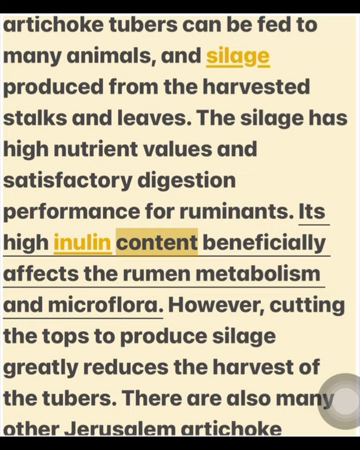 artichoke tubers can be fed to
many animals, and silage
produced from the harvested
stalks and leaves. The silage has
high nutrient values and
satisfactory digestion
performance for ruminants. Its
high inulin content beneficially
affects the rumen metabolism
and microflora. However, cutting
the tops to produce silage
greatly reduces the harvest of
the tubers. There are also many
other Jerusalem artichoke